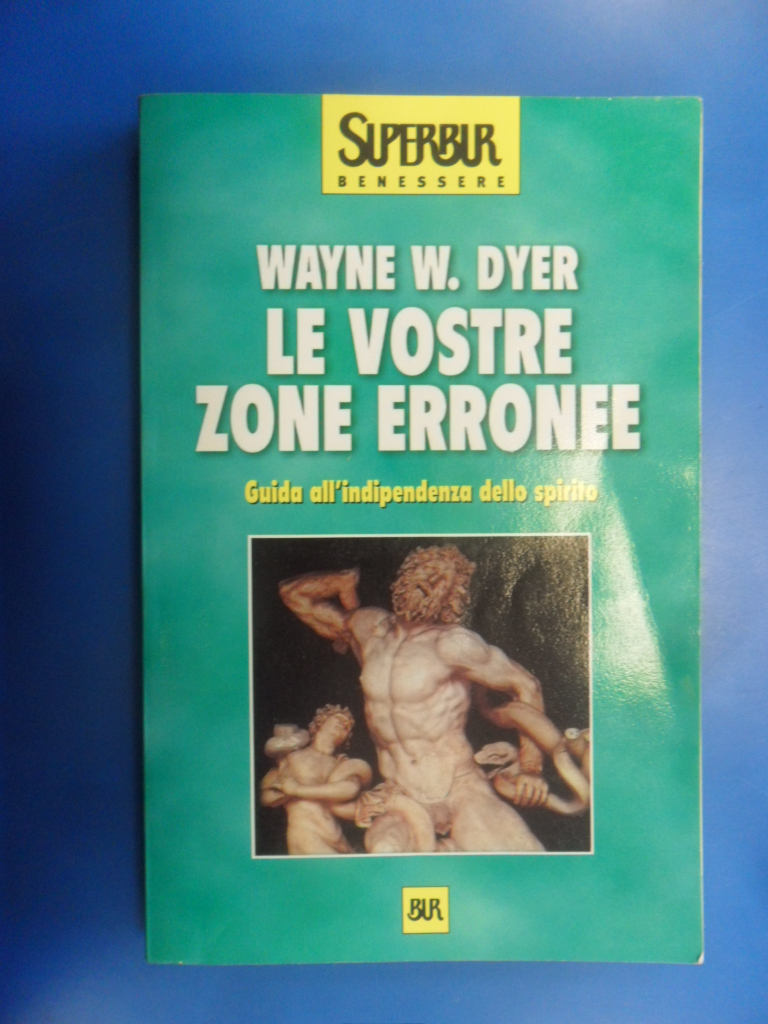 SUPERBUR
BENESSERE
WAYNE W. DYER
LE VOSTRE
ZONE ERRONEE
Guida all'indipendenza dello spirito
BUR